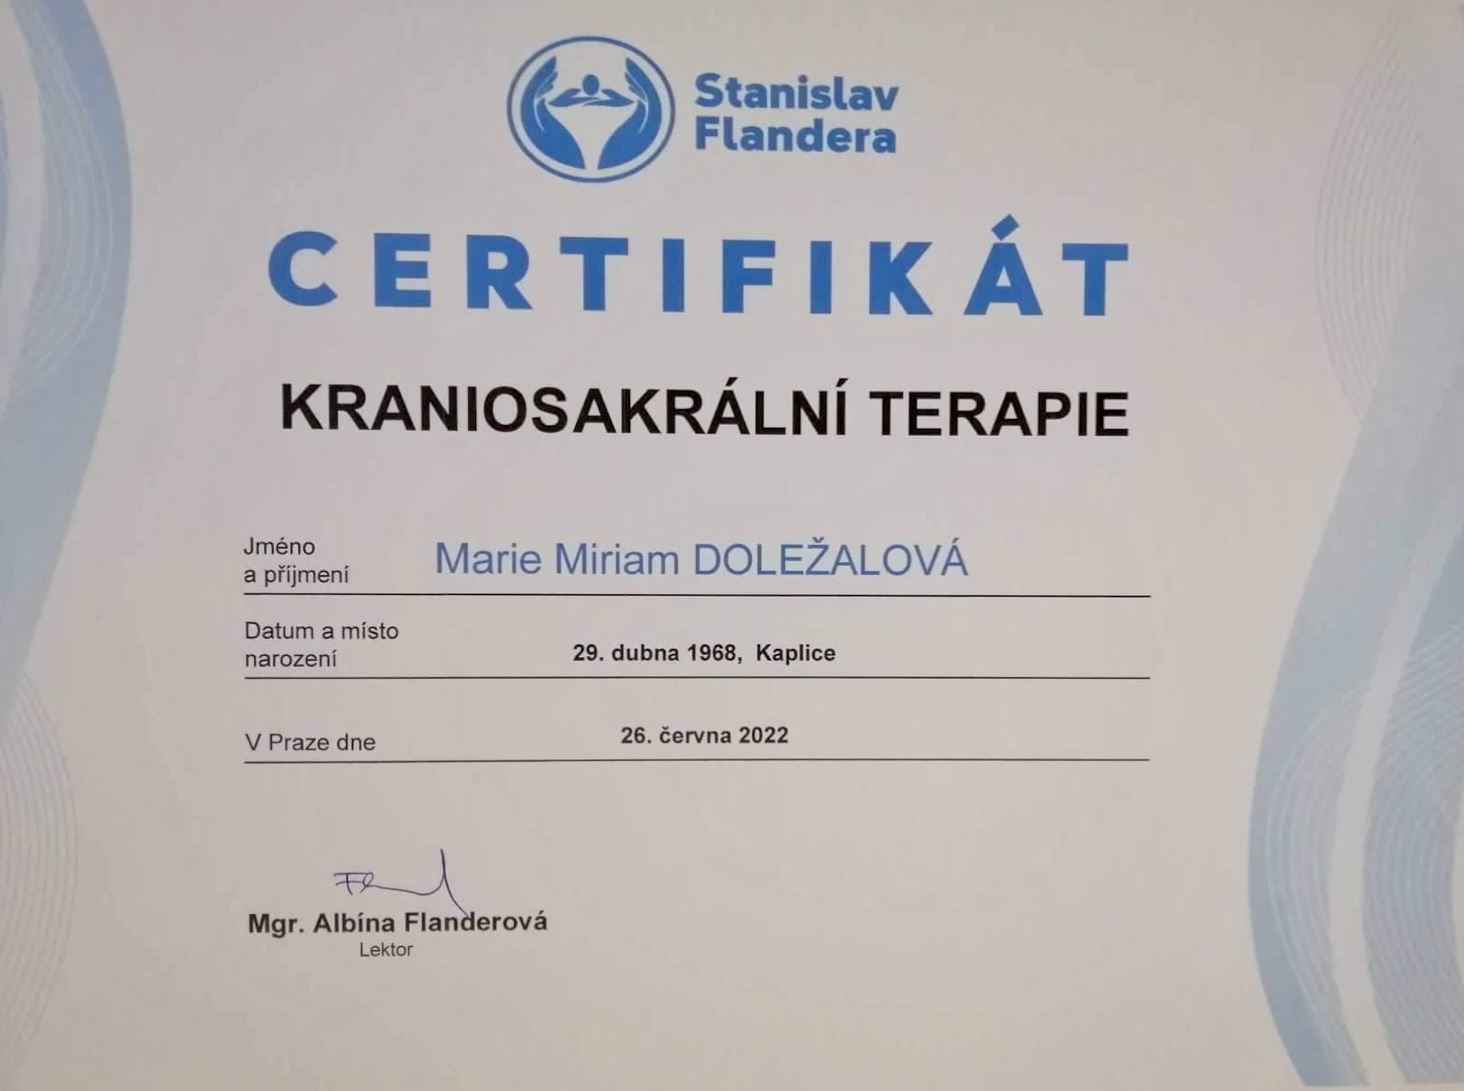 Stanislav
Flandera
CERTIFIKÁT
KRANIOSAKRÁLNÍ TERAPIE
Jméno
a příjmení
Marie Miriam DOLEŽALOVÁ
Datum a místo
narození
29. dubna 1968, Kaplice
V Praze dne
26. června 2022
Mgr. Albína Flanderová
Lektor